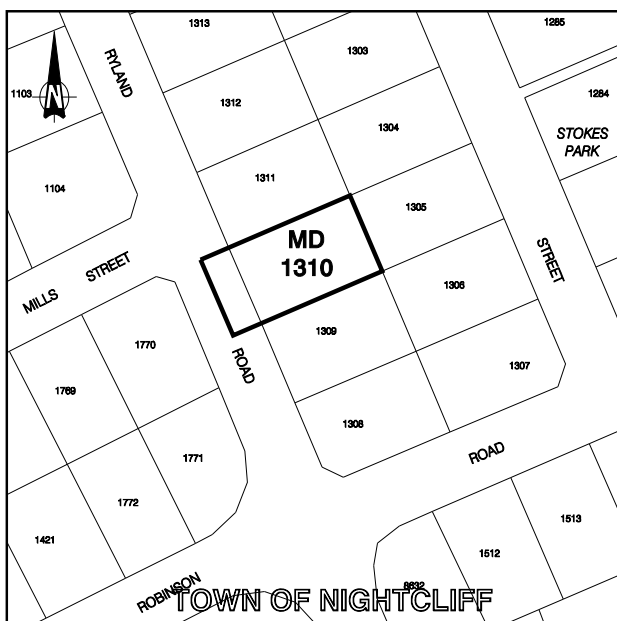 1313
1303
1285
RYLAND
1103
N
1312
1304
1284
STOKES
PARK
1104
1311
1305
MD
1310
MILLS STREET
STREET
1306
1770
1309
ROAD
1307
1769
1308
ROAD
1771
1772
1421
1513
1512
ROBINSON
8632
TOWN OF NIGHTCLIFF